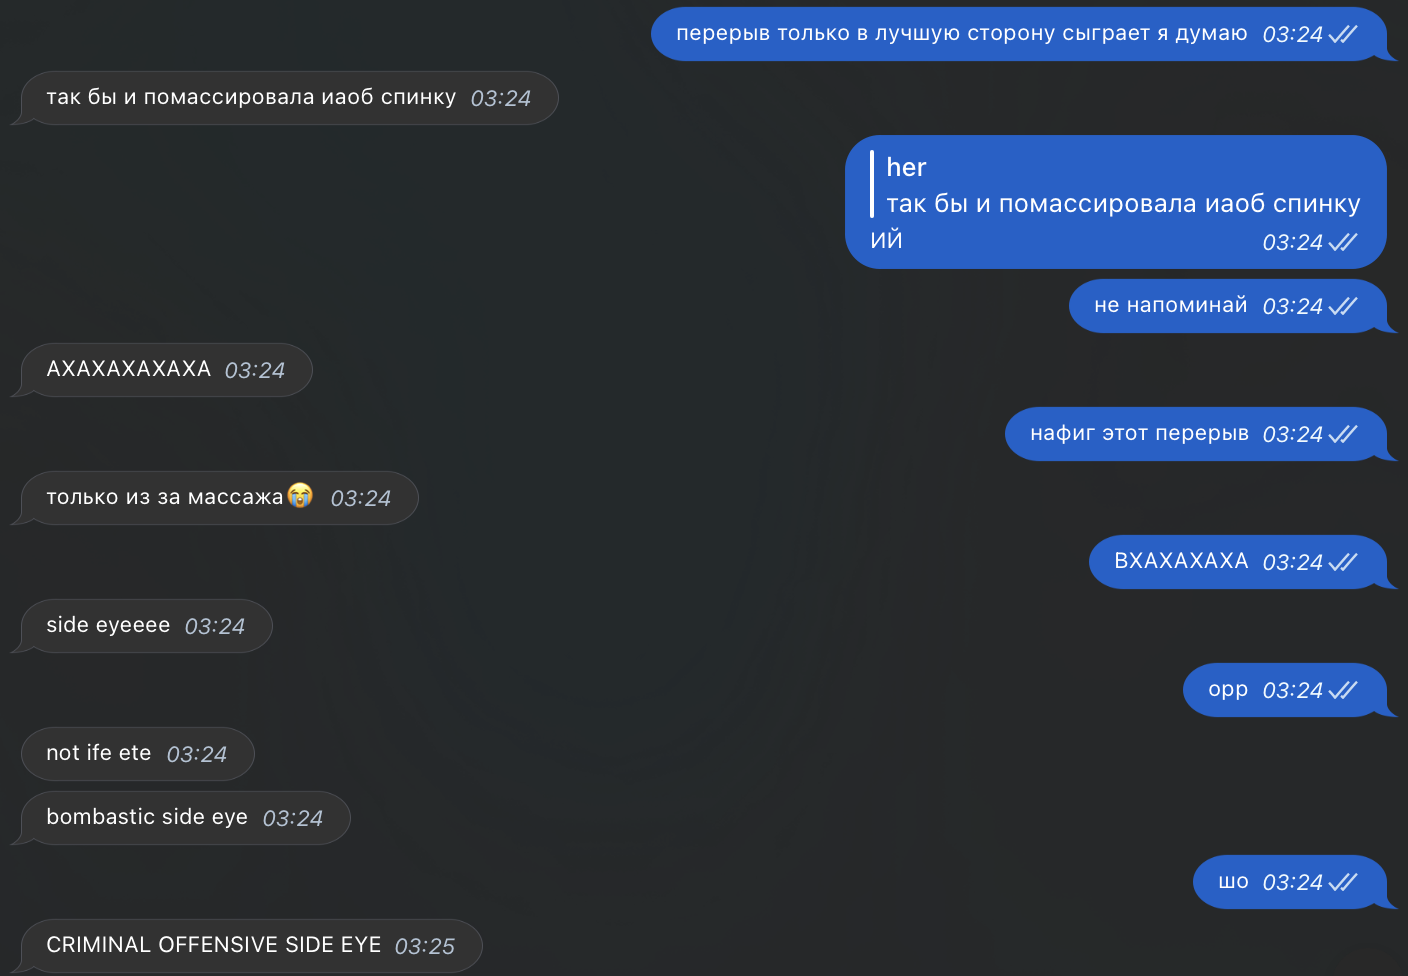 перерыв только в лучшую сторону сыграет я думаю 03:24
так бы и помассировала иаоб спинку 03:24
her
так бы и помассировала иаоб спинку
ИЙ 03:24
не напоминай 03:24
АХАХАХАХАХА 03:24
нафиг этот перерыв 03:24
только из за массажа😭 03:24
ВХАХАХАХА 03:24
side eyeeee 03:24
орр 03:24
not ife ete 03:24
bombastic side eye 03:24
шо 03:24
CRIMINAL OFFENSIVE SIDE EYE 03:25